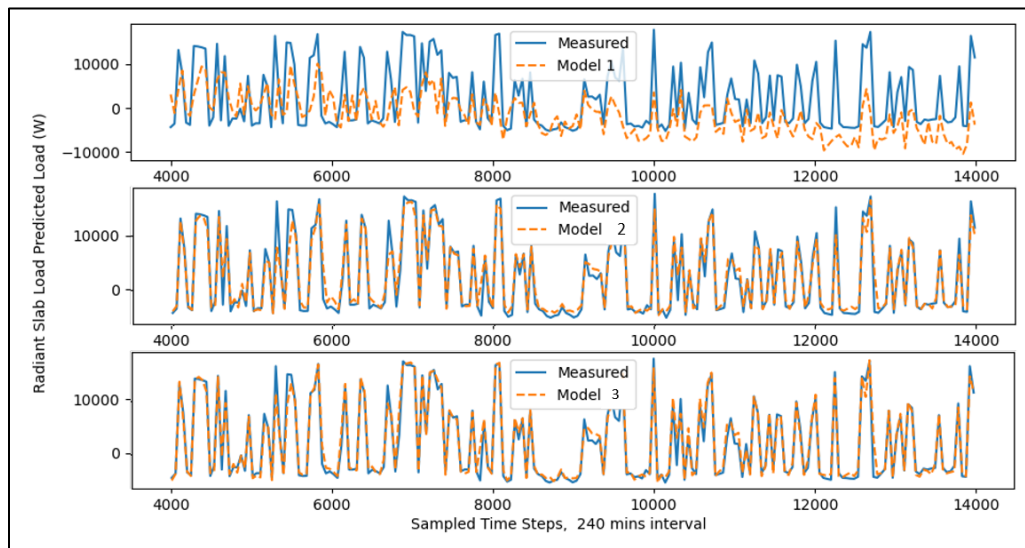 Radiant Slab Load Predicted Load (W)
10000
0
−10000
Measured
Model 1
4000 6000 8000 10000 12000 14000
10000
0
Measured
Model 2
4000 6000 8000 10000 12000 14000
10000
0
Measured
Model 3
4000 6000 8000 10000 12000 14000
Sampled Time Steps, 240 mins interval